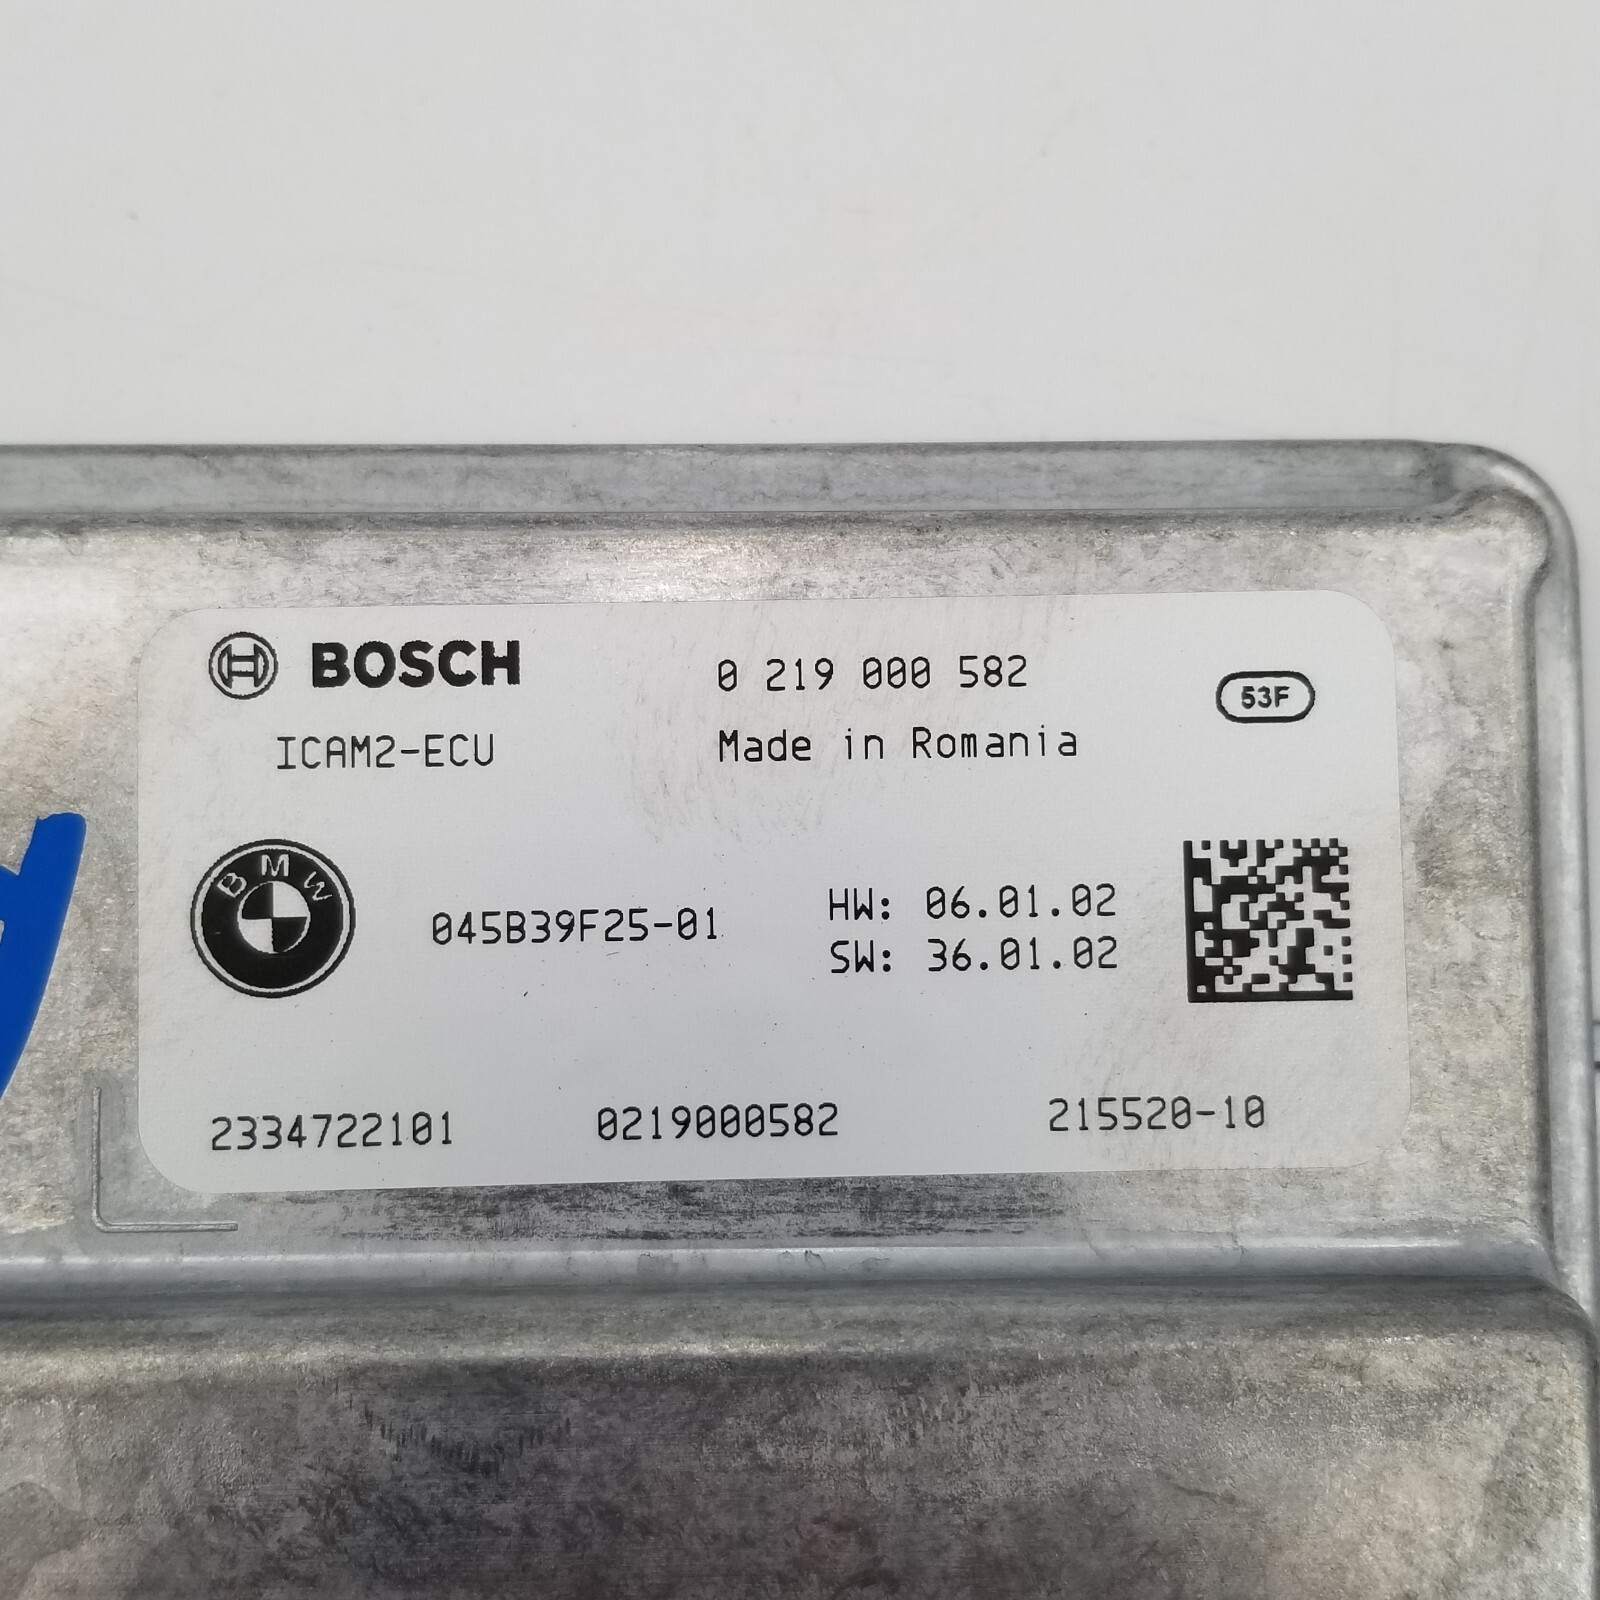 BOSCH 0 219 000 582 53F
ICAM2-ECU Made in Romania
BMW
045B39F25-01
HW: 06.01.02
SW: 36.01.02
2334722101 0219000582 215520-10